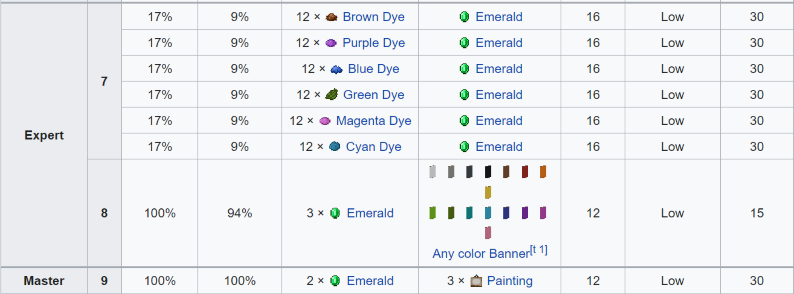 17% 9% 12 × Brown Dye Emerald 16 Low 30
17% 9% 12 × Purple Dye Emerald 16 Low 30
17% 9% 12 × Blue Dye Emerald 16 Low 30
7
17% 9% 12 × Green Dye Emerald 16 Low 30
17% 9% 12 × Magenta Dye Emerald 16 Low 30
Expert
17% 9% 12 × Cyan Dye Emerald 16 Low 30
8 100% 94% 3 × Emerald 12 Low 15
Any color Banner[t 1]
Master 9 100% 100% 2 × Emerald 3 × Painting 12 Low 30